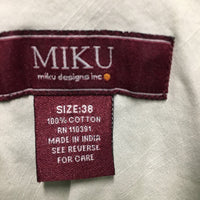 MIKU
miku designs inc
SIZE:38
100% COTTON
RN 110391
MADE IN INDIA
SEE REVERSE
FOR CARE